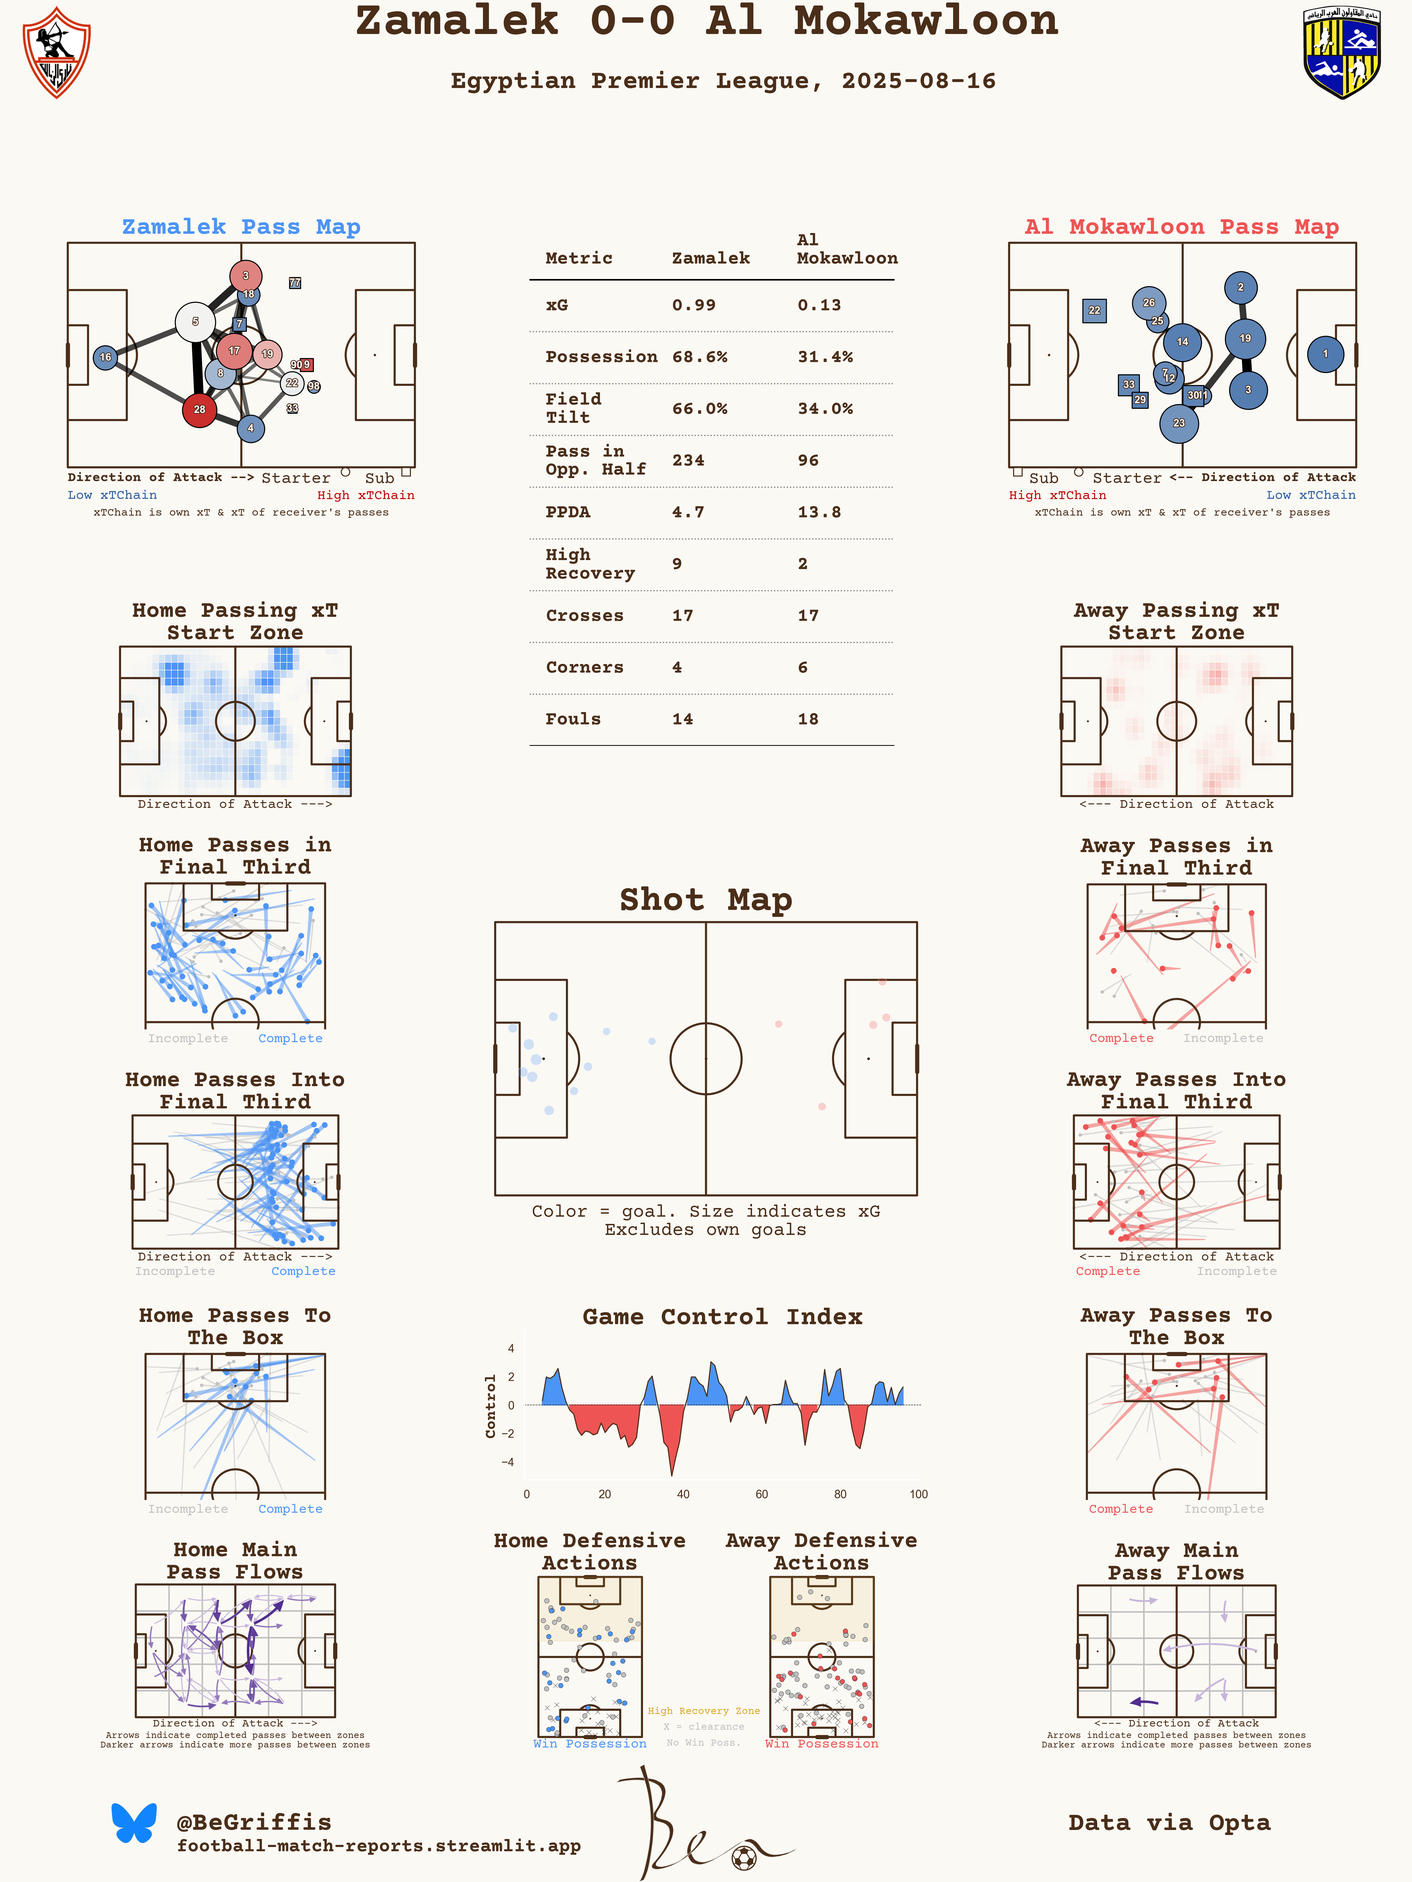 Zamalek 0-0 Al Mokawloon
Egyptian Premier League, 2025-08-16
Zamalek Pass Map
3
18
77
5
7
17
19
16
90
9
8
22
98
28
33
4
Direction of Attack --> Starter Sub
Low xTChain High xTChain
xTChain is own xT & xT of receiver's passes
Metric Zamalek Al Mokawloon
xG 0.99 0.13
Possession 68.6% 31.4%
Field Tilt 66.0% 34.0%
Pass in Opp. Half 234 96
PPDA 4.7 13.8
High Recovery 9 2
Crosses 17 17
Corners 4 6
Fouls 14 18
Al Mokawloon Pass Map
2
26
22
25
14
19
1
7
12
33
3
29
30
23
Sub Starter <-- Direction of Attack
High xTChain Low xTChain
xTChain is own xT & xT of receiver's passes
Home Passing xT
Start Zone
Direction of Attack --->
Away Passing xT
Start Zone
<--- Direction of Attack
Home Passes in
Final Third
Incomplete Complete
Away Passes in
Final Third
Complete Incomplete
Shot Map
Color = goal. Size indicates xG
Excludes own goals
Home Passes Into
Final Third
Direction of Attack --->
Incomplete Complete
Away Passes Into
Final Third
<--- Direction of Attack
Complete Incomplete
Home Passes To
The Box
Incomplete Complete
Game Control Index
Control
4
2
0
−2
−4
0 20 40 60 80 100
Away Passes To
The Box
Complete Incomplete
Home Main
Pass Flows
Direction of Attack --->
Arrows indicate completed passes between zones
Darker arrows indicate more passes between zones
Home Defensive
Actions
Win Possession
High Recovery Zone
X = clearance
No Win Poss.
Away Defensive
Actions
Win Possession
Away Main
Pass Flows
<--- Direction of Attack
Arrows indicate completed passes between zones
Darker arrows indicate more passes between zones
@BeGriffis
football-match-reports.streamlit.app
Ben
Data via Opta